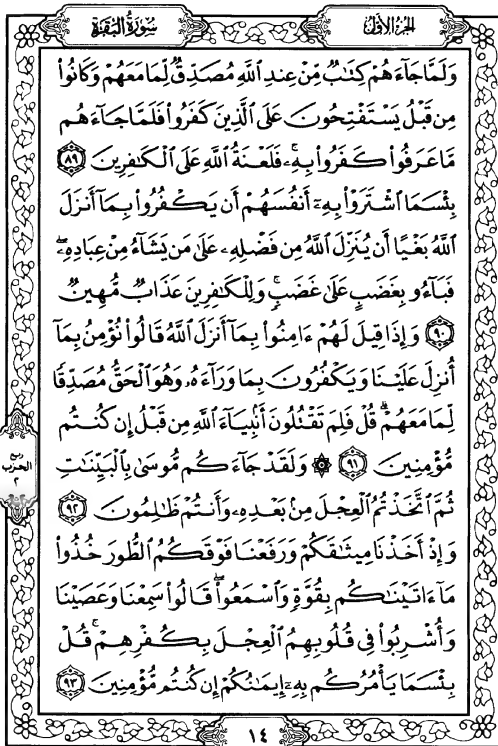 الجزء الأول
سورة البقرة
وَلَمَّا جَآءَهُمْ كِتَٰبٌ مِّنْ عِندِ ٱللَّهِ مُصَدِّقٌ لِّمَا مَعَهُمْ وَكَانُوا۟
مِن قَبْلُ يَسْتَفْتِحُونَ عَلَى ٱلَّذِينَ كَفَرُوا۟ فَلَمَّا جَآءَهُم
مَّا عَرَفُوا۟ كَفَرُوا۟ بِهِۦ ۚ فَلَعْنَةُ ٱللَّهِ عَلَى ٱلْكَٰفِرِينَ ٨٩
بِئْسَمَا ٱشْتَرَوْا۟ بِهِۦٓ أَنفُسَهُمْ أَن يَكْفُرُوا۟ بِمَآ أَنزَلَ
ٱللَّهُ بَغْيًا أَن يُنَزِّلَ ٱللَّهُ مِن فَضْلِهِۦ عَلَىٰ مَن يَشَآءُ مِنْ عِبَادِهِۦ ۖ
فَبَآءُو بِغَضَبٍ عَلَىٰ غَضَبٍ ۚ وَلِلْكَٰفِرِينَ عَذَابٌ مُّهِينٌ
٩٠ وَإِذَا قِيلَ لَهُمْ ءَامِنُوا۟ بِمَآ أَنزَلَ ٱللَّهُ قَالُوا۟ نُؤْمِنُ بِمَآ
أُنزِلَ عَلَيْنَا وَيَكْفُرُونَ بِمَا وَرَآءَهُۥ وَهُوَ ٱلْحَقُّ مُصَدِّقًا
لِّمَا مَعَهُمْ ۗ قُلْ فَلِمَ تَقْتُلُونَ أَنۢبِيَآءَ ٱللَّهِ مِن قَبْلُ إِن كُنتُم
مُّؤْمِنِينَ ٩١ ۞ وَلَقَدْ جَآءَكُم مُّوسَىٰ بِٱلْبَيِّنَٰتِ
ثُمَّ ٱتَّخَذْتُمُ ٱلْعِجْلَ مِنۢ بَعْدِهِۦ وَأَنتُمْ ظَٰلِمُونَ ٩٢
وَإِذْ أَخَذْنَا مِيثَٰقَكُمْ وَرَفَعْنَا فَوْقَكُمُ ٱلطُّورَ خُذُوا۟
مَآ ءَاتَيْنَٰكُم بِقُوَّةٍ وَٱسْمَعُوا۟ ۖ قَالُوا۟ سَمِعْنَا وَعَصَيْنَا
وَأُشْرِبُوا۟ فِى قُلُوبِهِمُ ٱلْعِجْلَ بِكُفْرِهِمْ ۚ قُلْ
بِئْسَمَا يَأْمُرُكُم بِهِۦٓ إِيمَٰنُكُمْ إِن كُنتُم مُّؤْمِنِينَ ٩٣
ربع
الحزب
٢
١٤